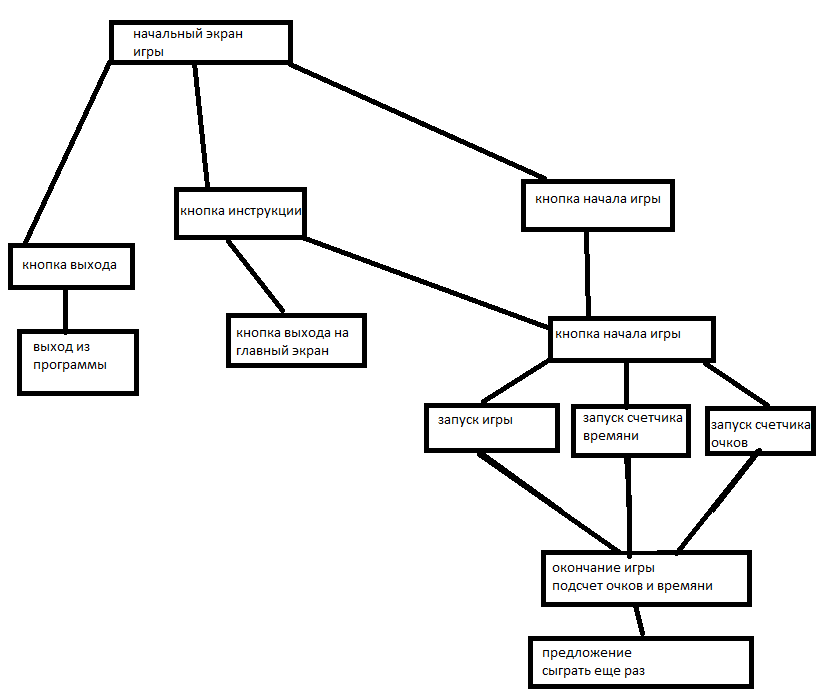 начальный экран
игры
кнопка инструкции
кнопка начала игры
кнопка выхода
кнопка выхода на
главный экран
кнопка начала игры
выход из
программы
запуск игры
запуск счетчика
времяни
запуск счетчика
очков
окончание игры
подсчет очков и времяни
предложение
сыграть еще раз